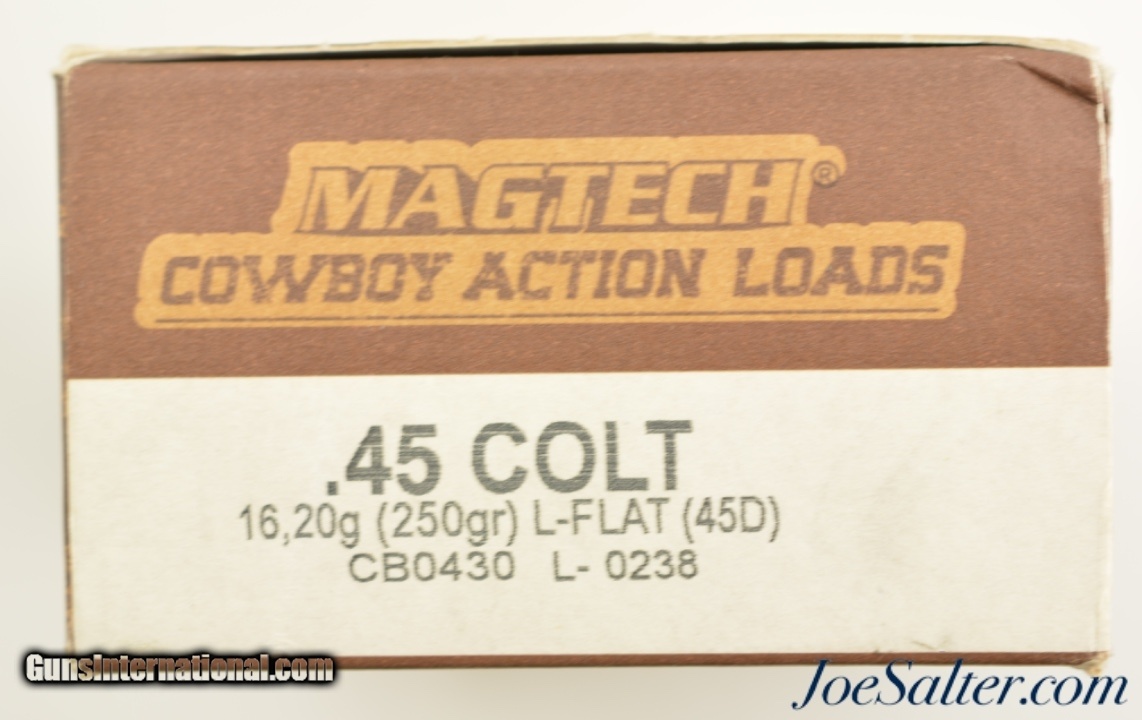 MAGTECH®
COWBOY ACTION LOADS
.45 COLT
16,20g (250gr) L-FLAT (45D)
CB0430 L- 0238
GunsInternational.com
JoeSalter.com